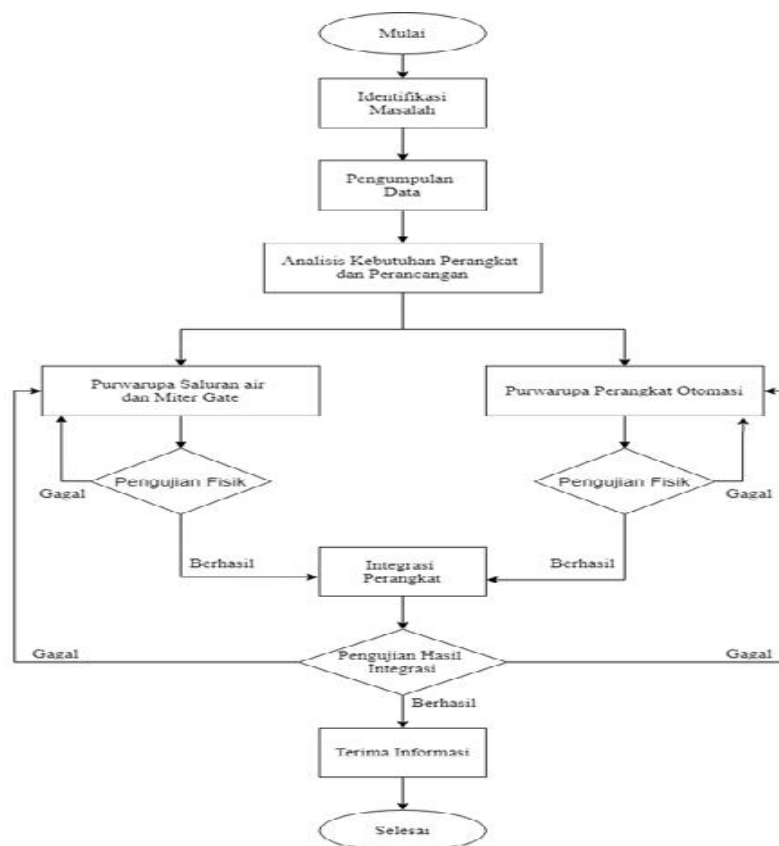 Mulai
Identifikasi
Masalah
Pengumpulan
Data
Analisis Kebutuhan Perangkat
dan Perancangan
Purwarupa Saluran air
dan Miter Gate
Purwarupa Perangkat Otomasi
Pengujian Fisik
Gagal
Pengujian Fisik
Gagal
Berhasil
Integrasi
Perangkat
Berhasil
Gagal
Pengujian Hasil
Integrasi
Gagal
Berhasil
Terima Informasi
Selesai